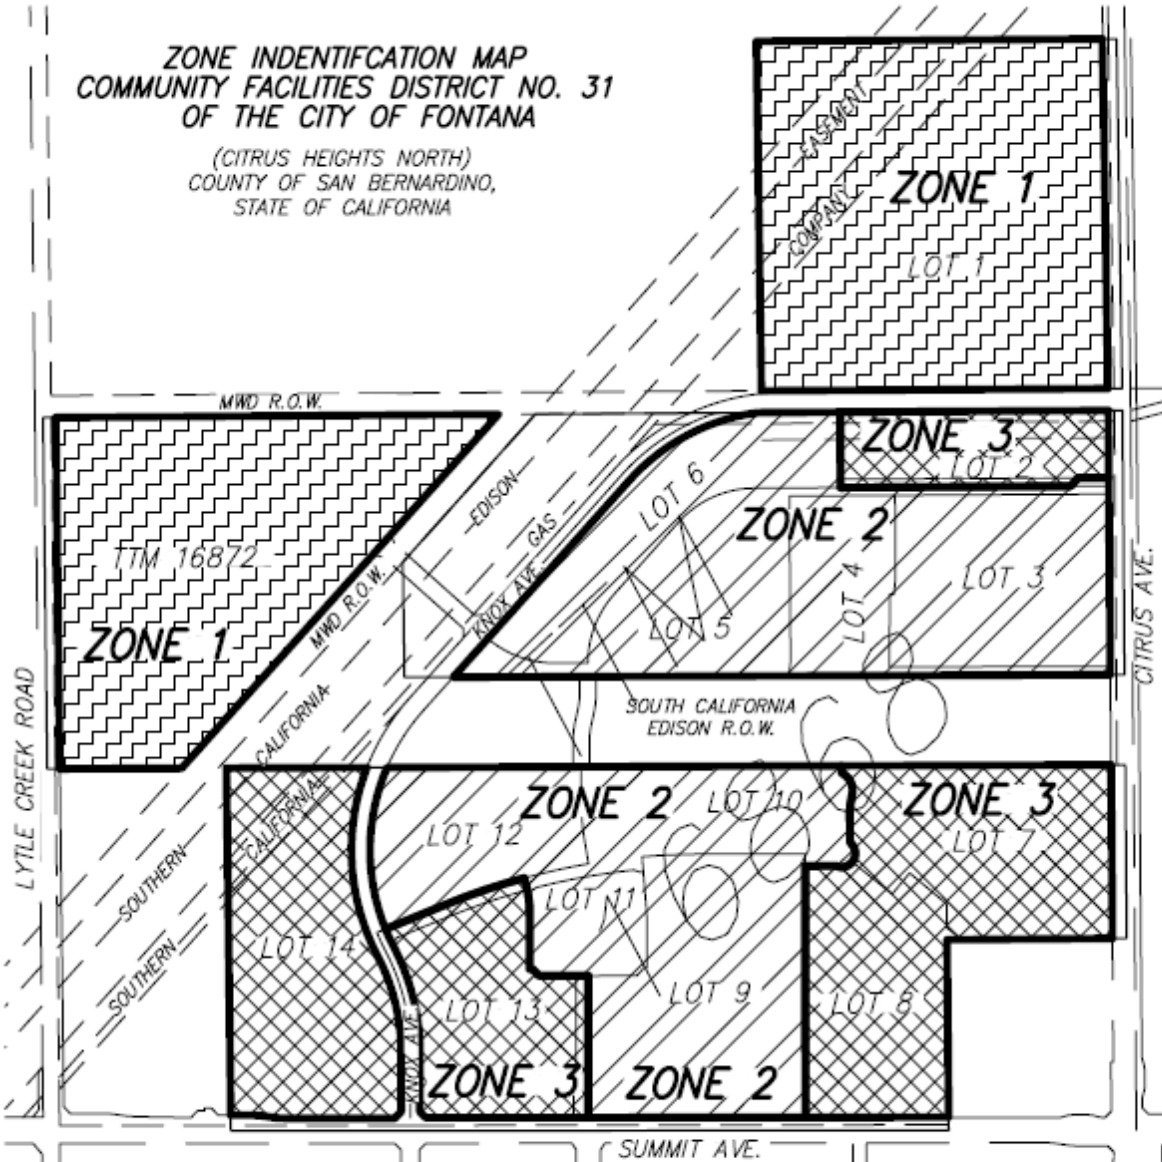 ZONE INDENTIFCATION MAP
COMMUNITY FACILITIES DISTRICT NO. 31
OF THE CITY OF FONTANA
(CITRUS HEIGHTS NORTH)
COUNTY OF SAN BERNARDINO,
STATE OF CALIFORNIA
EASEMENT
COMPANY
ZONE 1
LOT 1
MWD R.O.W.
ZONE 3
LOT 2
EDISON
GAS
LOT 6
ZONE 2
TTM 16872
MWD R.O.W.
KNOX AVE.
LOT 5
LOT 4
LOT 3
CITRUS AVE.
ZONE 1
LYTLE CREEK ROAD
CALIFORNIA
SOUTH CALIFORNIA
EDISON R.O.W.
CALIFORNIA
ZONE 2
LOT 10
ZONE 3
LOT 12
LOT 7
SOUTHERN
LOT 11
LOT 14
SOUTHERN
LOT 13
LOT 9
LOT 8
KNOX AVE.
ZONE 3
ZONE 2
SUMMIT AVE.